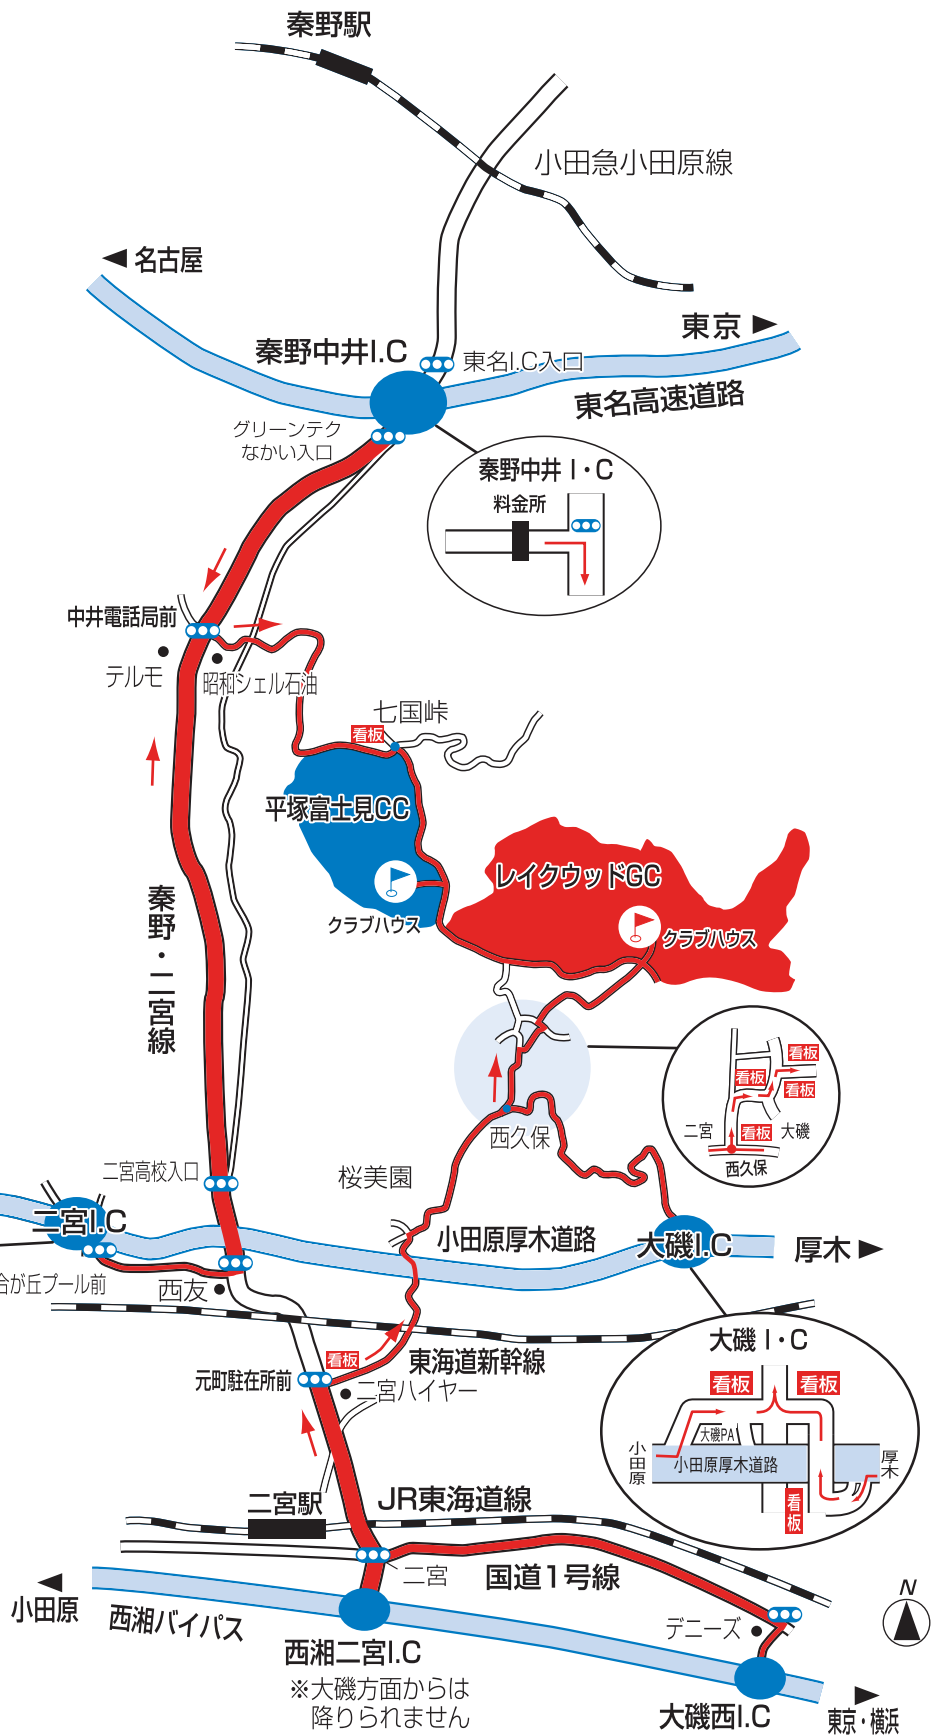 秦野駅
小田急小田原線
名古屋
東京
秦野中井I.C
東名I.C入口
東名高速道路
グリーンテク
なかい入口
秦野中井 I・C
料金所
中井電話局前
テルモ
昭和シェル石油
七国峠
看板
平塚富士見CC
レイクウッドGC
クラブハウス
クラブハウス
秦野・二宮線
看板
看板
看板
二宮
看板
大磯
西久保
西久保
二宮高校入口
桜美園
二宮I.C
小田原厚木道路
大磯I.C
厚木
合が丘プール前
西友
大磯 I・C
看板
東海道新幹線
元町駐在所前
二宮ハイヤー
看板
看板
大磯PA
小田原
小田原厚木道路
厚木
看板
二宮駅
JR東海道線
二宮
国道1号線
小田原
西湘バイパス
デニーズ
N
西湘二宮I.C
※大磯方面からは
降りられません
大磯西I.C
東京・横浜